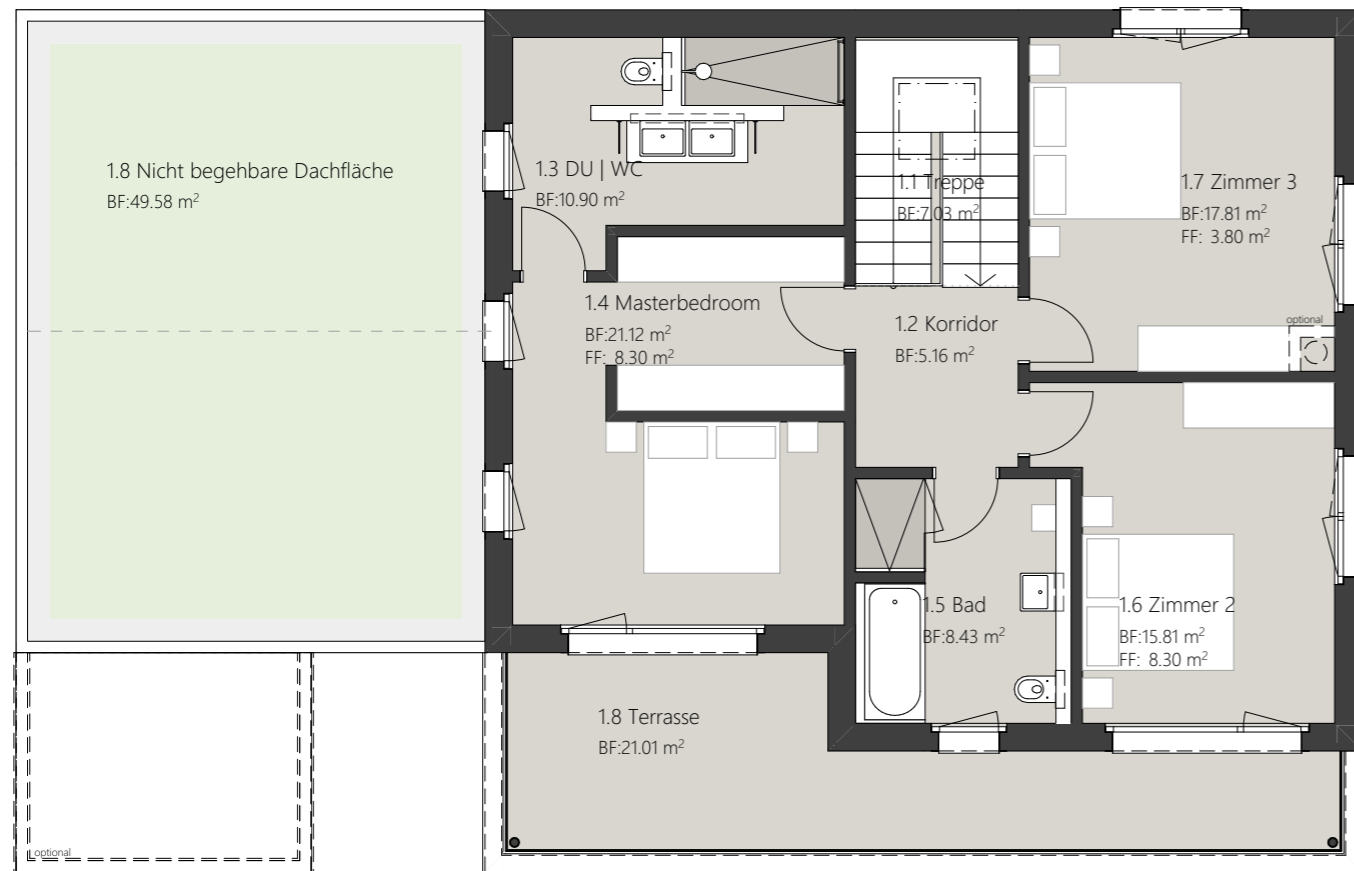 1.8 Nicht begehbare Dachfläche
BF:49.58 m²
1.3 DU | WC
BF:10.90 m²
1.1 Treppe
BF:7.03 m²
1.7 Zimmer 3
BF:17.81 m²
FF: 3.80 m²
1.4 Masterbedroom
BF:21.12 m²
FF: 8.30 m²
1.2 Korridor
BF:5.16 m²
optional
1.5 Bad
BF:8.43 m²
1.6 Zimmer 2
BF:15.81 m²
FF: 8.30 m²
1.8 Terrasse
BF:21.01 m²
optional